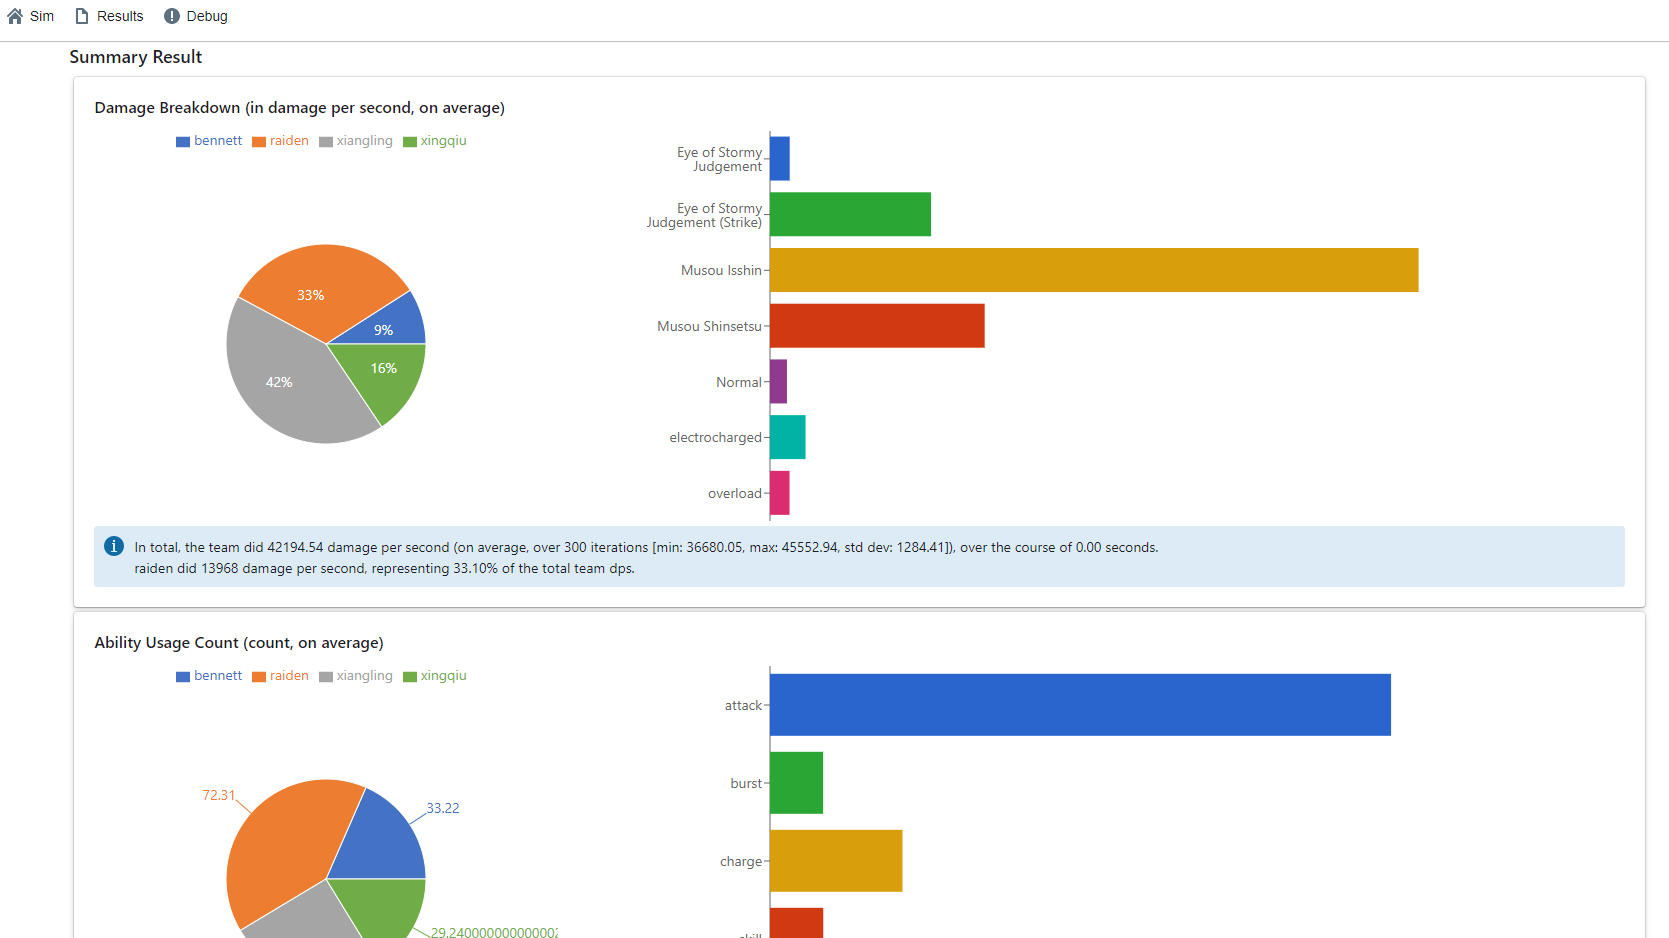 Sim Results Debug
Summary Result
Damage Breakdown (in damage per second, on average)
bennett raiden xiangling xingqiu
33%
9%
16%
42%
Eye of Stormy
Judgement
Eye of Stormy
Judgement (Strike)
Musou Isshin
Musou Shinsetsu
Normal
electrocharged
overload
In total, the team did 42194.54 damage per second (on average, over 300 iterations [min: 36680.05, max: 45552.94, std dev: 1284.41]), over the course of 0.00 seconds.
raiden did 13968 damage per second, representing 33.10% of the total team dps.
Ability Usage Count (count, on average)
bennett raiden xiangling xingqiu
72.31
33.22
attack
burst
charge
skill